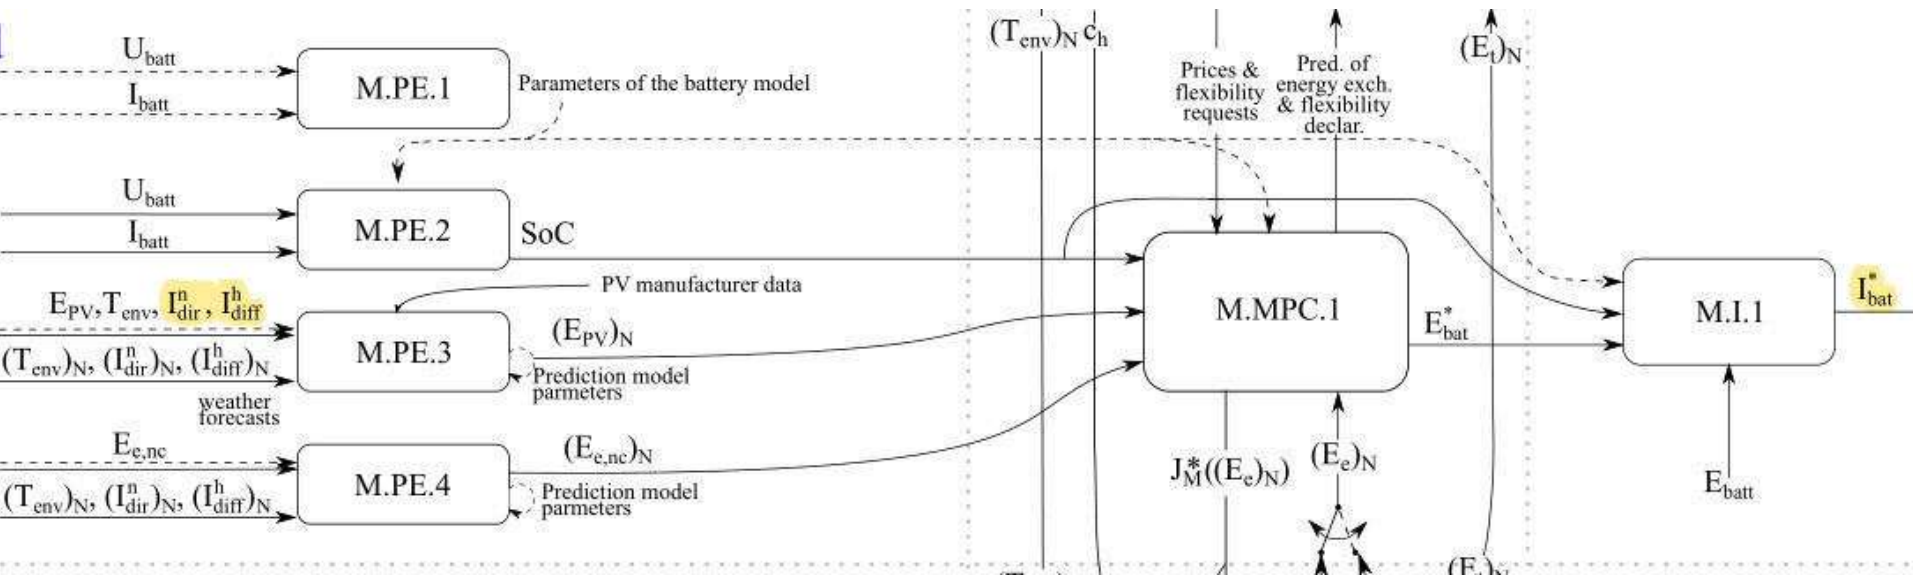 U_batt
I_batt
M.PE.1
Parameters of the battery model
(T_env)_N c_h
Prices &
flexibility
requests
Pred. of
energy exch.
& flexibility
declar.
(E_t)_N
U_batt
I_batt
M.PE.2
SoC
E_PV, T_env, I^n_dir, I^h_diff
(T_env)_N, (I^n_dir)_N, (I^h_diff)_N
weather
forecasts
M.PE.3
PV manufacturer data
(E_PV)_N
Prediction model
parmeters
M.MPC.1
E^*_bat
M.I.1
I^*_bat
E_batt
E_e,nc
(T_env)_N, (I^n_dir)_N, (I^h_diff)_N
M.PE.4
(E_e,nc)_N
Prediction model
parmeters
J^*_M((E_e)_N)
(E_e)_N